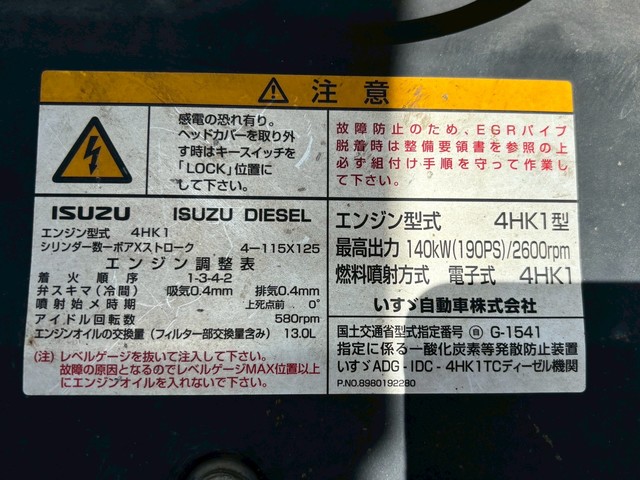 注意
感電の恐れ有り。
ヘッドカバーを取り外
す時はキースイッチを
「LOCK」位置に
して下さい。
故障防止のため、EGRパイプ
脱着時は整備要領書を参照の上
必ず組付け手順を守って作業し
て下さい。
ISUZU ISUZU DIESEL
エンジン型式 4HK1
シリンダー数ーボアXストローク 4-115X125
エンジン調整表
着火順序 1-3-4-2
弁スキマ(冷間) 吸気0.4mm 排気0.4mm
噴射始メ時期 上死点前 0°
アイドル回転数 580rpm
エンジンオイルの交換量(フィルター部交換量含み) 13.0L
(注)レベルゲージを抜いて注入して下さい。
故障の原因となるのでレベルゲージMAX位置以上
にエンジンオイルを入れないで下さい。
エンジン型式 4HK1型
最高出力 140kW(190PS)/2600rpm
燃料噴射方式 電子式 4HK1
いすゞ自動車株式会社
国土交通省型式指定番号 自 G-1541
指定に係る一酸化炭素等発散防止装置
いすゞADG-IDC-4HK1TCディーゼル機関
P.NO.8980192280